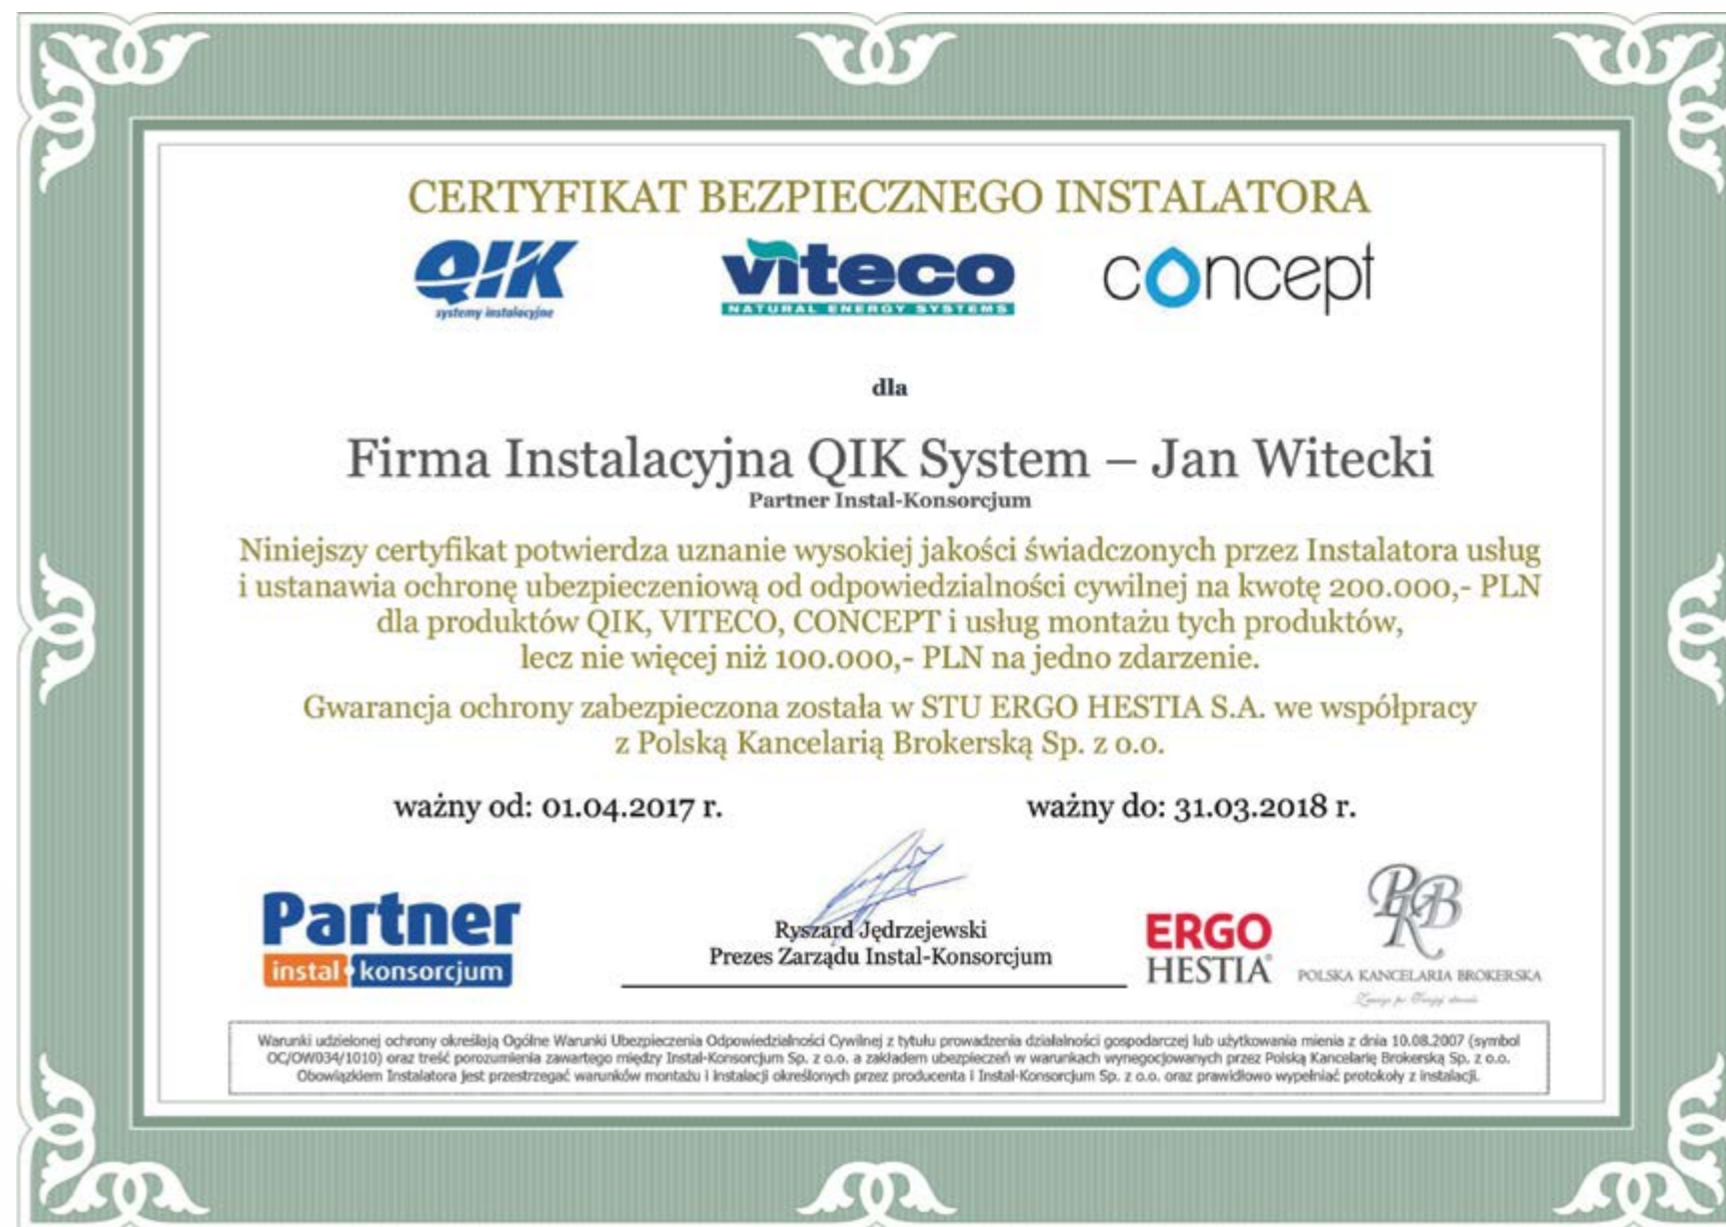 CERTYFIKAT BEZPIECZNEGO INSTALATORA
QIK viteco concept
systemy instalacyjne NATURAL ENERGY SYSTEMS
dla
Firma Instalacyjna QIK System – Jan Witecki
Partner Instal-Konsorcjum
Niniejszy certyfikat potwierdza uznanie wysokiej jakości świadczonych przez Instalatora usług
i ustanawia ochronę ubezpieczeniową od odpowiedzialności cywilnej na kwotę 200.000,- PLN
dla produktów QIK, VITECO, CONCEPT i usług montażu tych produktów,
lecz nie więcej niż 100.000,- PLN na jedno zdarzenie.
Gwarancja ochrony zabezpieczona została w STU ERGO HESTIA S.A. we współpracy
z Polską Kancelarią Brokerską Sp. z o.o.
ważny od: 01.04.2017 r. ważny do: 31.03.2018 r.
Partner
instal konsorcjum
Ryszard Jędrzejewski
Prezes Zarządu Instal-Konsorcjum
ERGO
HESTIA®
PKB
POLSKA KANCELARIA BROKERSKA
Warunki udzielonej ochrony określają Ogólne Warunki Ubezpieczenia Odpowiedzialności Cywilnej z tytułu prowadzenia działalności gospodarczej lub użytkowania mienia z dnia 10.08.2007 (symbol
OC/OW034/1010) oraz treść porozumienia zawartego między Instal-Konsorcjum Sp. z o.o. a zakładem ubezpieczeń w warunkach wynegocjowanych przez Polską Kancelarię Brokerską Sp. z o.o.
Obowiązkiem Instalatora jest przestrzegać warunków montażu i instalacji określonych przez producenta i Instal-Konsorcjum Sp. z o.o. oraz prawidłowo wypełniać protokoły z instalacji.